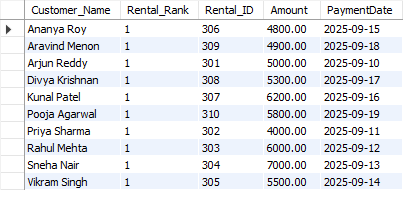 Customer_Name Rental_Rank Rental_ID Amount PaymentDate
Ananya Roy 1 306 4800.00 2025-09-15
Aravind Menon 1 309 4900.00 2025-09-18
Arjun Reddy 1 301 5000.00 2025-09-10
Divya Krishnan 1 308 5300.00 2025-09-17
Kunal Patel 1 307 6200.00 2025-09-16
Pooja Agarwal 1 310 5800.00 2025-09-19
Priya Sharma 1 302 4000.00 2025-09-11
Rahul Mehta 1 303 6000.00 2025-09-12
Sneha Nair 1 304 7000.00 2025-09-13
Vikram Singh 1 305 5500.00 2025-09-14